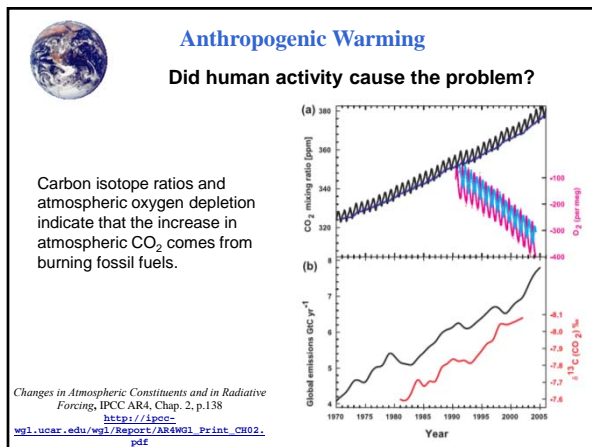 Anthropogenic Warming
Did human activity cause the problem?
Carbon isotope ratios and
atmospheric oxygen depletion
indicate that the increase in
atmospheric CO₂ comes from
burning fossil fuels.
Changes in Atmospheric Constituents and in Radiative
Forcing, IPCC AR4, Chap. 2, p.138
http://ipcc-
wg1.ucar.edu/wg1/Report/AR4WG1_Print_CH02.
pdf
(a)
380
360
340
320
CO₂ mixing ratio [ppm]
-100
-200
-300
-400
O₂ (per meg)
(b)
8
7
6
5
4
Global emissions GtC yr⁻¹
-8.1
-8.0
-7.9
-7.8
-7.7
-7.6
δ¹³C (CO₂) ‰
1970 1975 1980 1985 1990 1995 2000 2005
Year